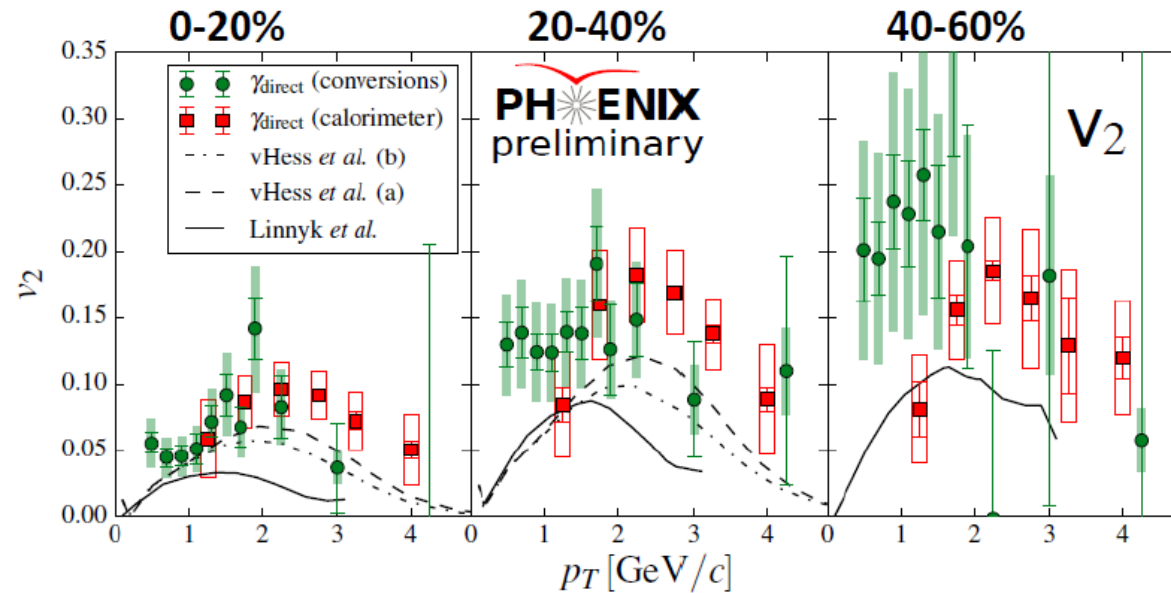 0-20% 20-40% 40-60%
0.35
0.30
0.25
0.20
0.15
0.10
0.05
0.00
v₂
γdirect (conversions)
γdirect (calorimeter)
vHess et al. (b)
vHess et al. (a)
Linnyk et al.
PHENIX
preliminary
V₂
0 1 2 3 4 0 1 2 3 4 0 1 2 3 4
pT [GeV/c]